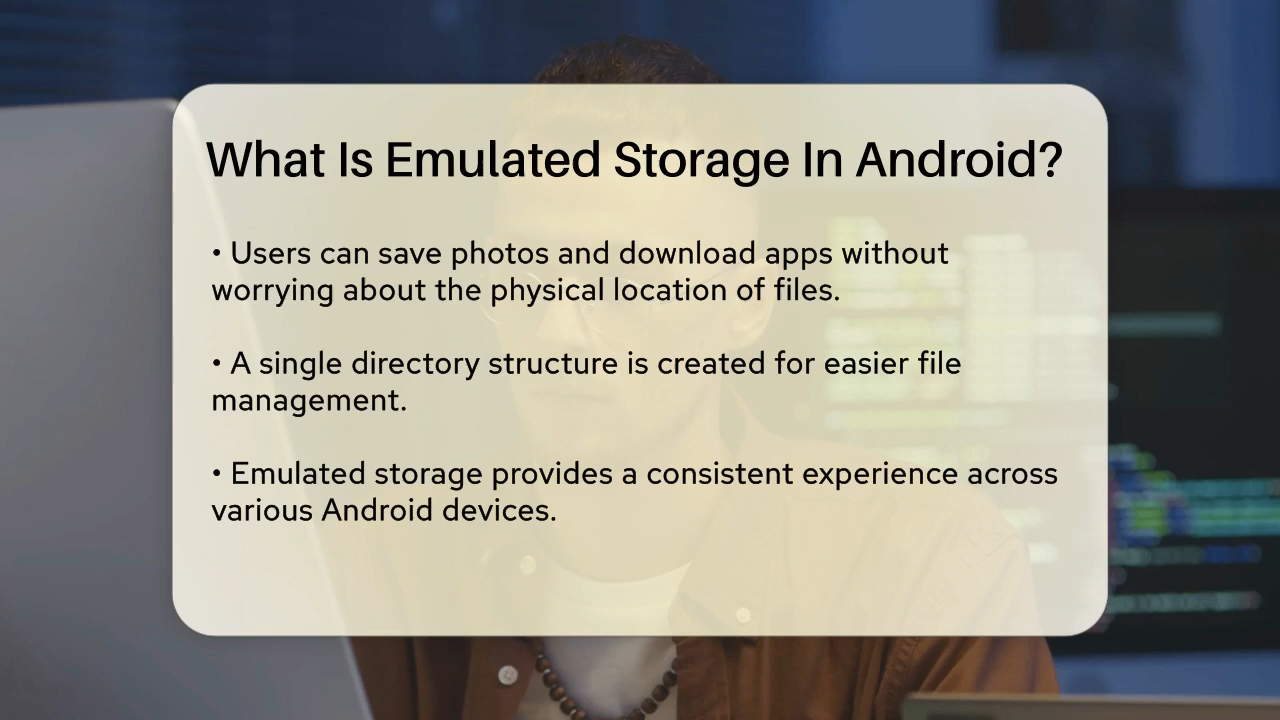 What Is Emulated Storage In Android?
• Users can save photos and download apps without
worrying about the physical location of files.
• A single directory structure is created for easier file
management.
• Emulated storage provides a consistent experience across
various Android devices.